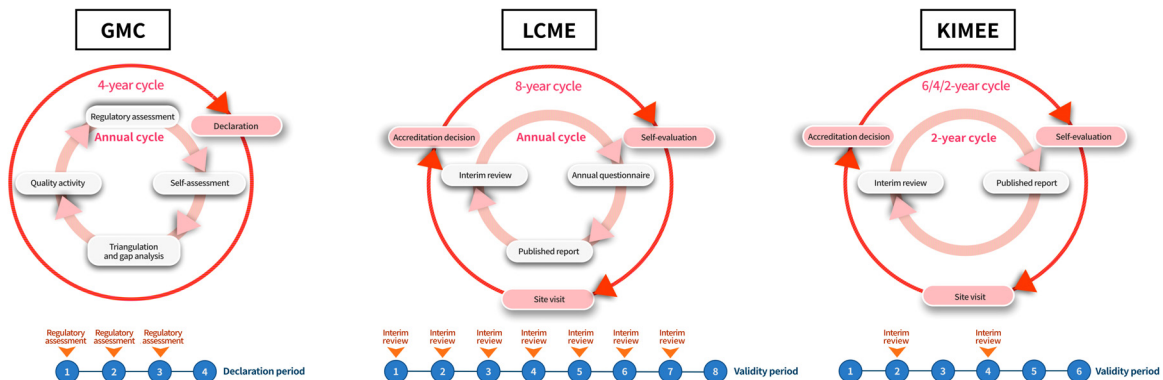 GMC
4-year cycle
Regulatory assessment
Annual cycle
Declaration
Quality activity
Self-assessment
Triangulation
and gap analysis
Regulatory
assessment
Regulatory
assessment
Regulatory
assessment
1
2
3
4
Declaration period
LCME
8-year cycle
Accreditation decision
Annual cycle
Self-evaluation
Interim review
Annual questionnaire
Published report
Site visit
Interim
review
Interim
review
Interim
review
Interim
review
Interim
review
Interim
review
Interim
review
1
2
3
4
5
6
7
8
Validity period
KIMEE
6/4/2-year cycle
Accreditation decision
2-year cycle
Self-evaluation
Interim review
Published report
Site visit
Interim
review
Interim
review
1
2
3
4
5
6
Validity period